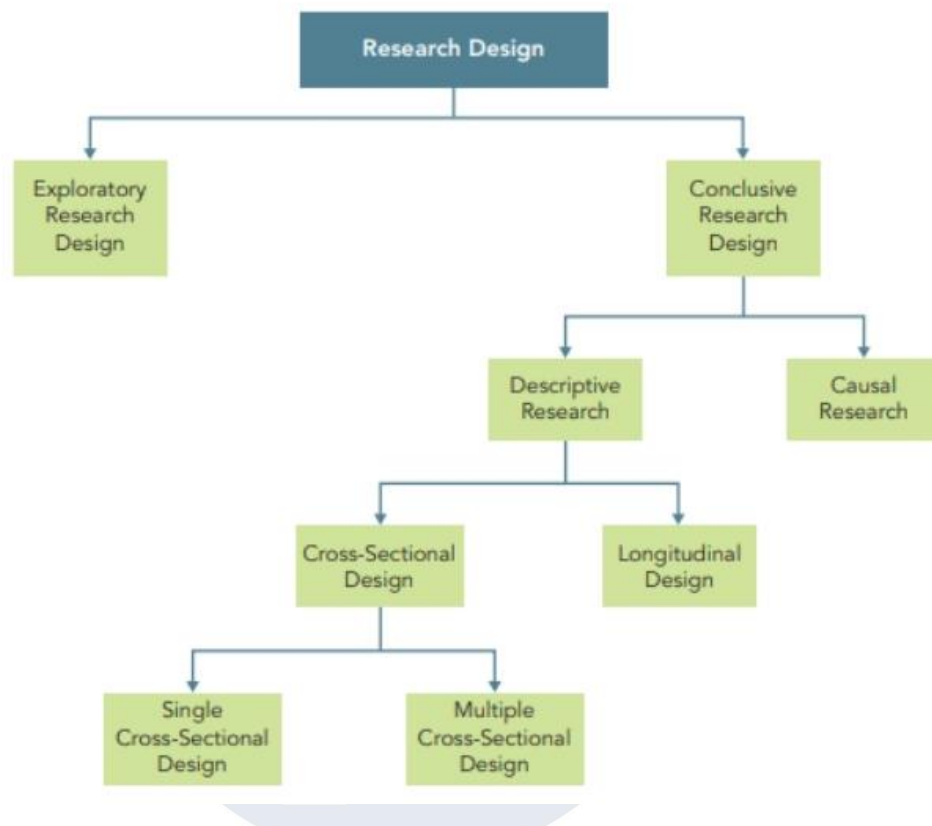 Research Design
Exploratory
Research
Design
Conclusive
Research
Design
Descriptive
Research
Causal
Research
Cross-Sectional
Design
Longitudinal
Design
Single
Cross-Sectional
Design
Multiple
Cross-Sectional
Design